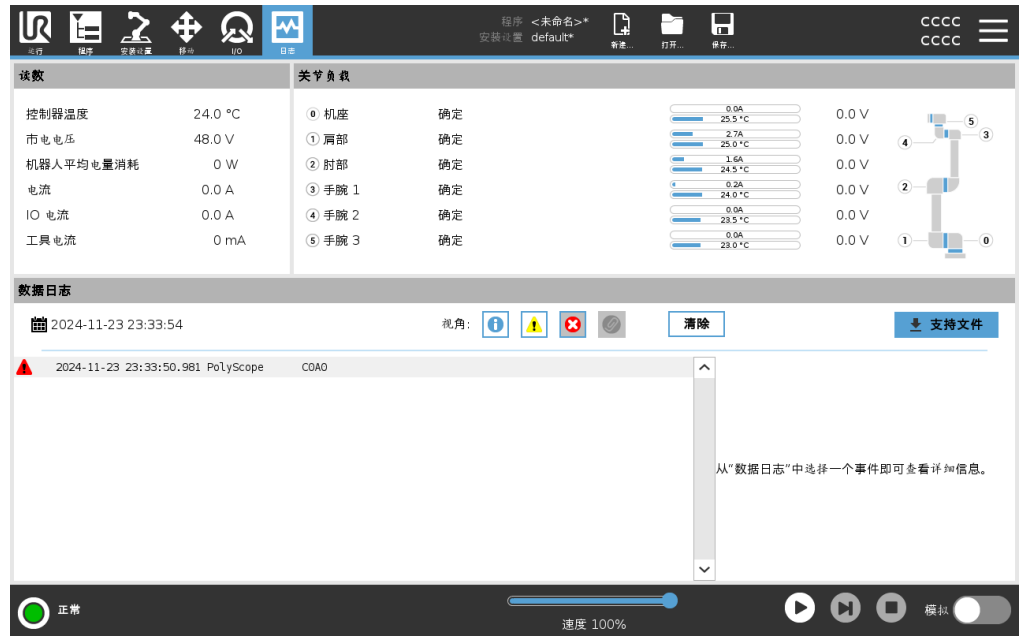 UR
运行
程序
安装设置
移动
I/O
日志
程序 <未命名>*
安装设置 default*
新建...
打开...
保存...
CCCC
CCCC
读数
控制器温度 24.0 °C
市电电压 48.0 V
机器人平均电量消耗 0 W
电流 0.0 A
IO 电流 0.0 A
工具电流 0 mA
关节负载
0 机座 确定 0.0A 25.5 °C 0.0 V
1 肩部 确定 2.7A 25.0 °C 0.0 V
2 肘部 确定 1.6A 24.5 °C 0.0 V
3 手腕 1 确定 0.2A 24.0 °C 0.0 V
4 手腕 2 确定 0.0A 23.5 °C 0.0 V
5 手腕 3 确定 0.0A 23.0 °C 0.0 V
5
4 3
2
1 0
数据日志
2024-11-23 23:33:54 视角: 清除 支持文件
2024-11-23 23:33:50.981 PolyScope C0A0
从“数据日志”中选择一个事件即可查看详细信息。
正常
速度 100%
模拟